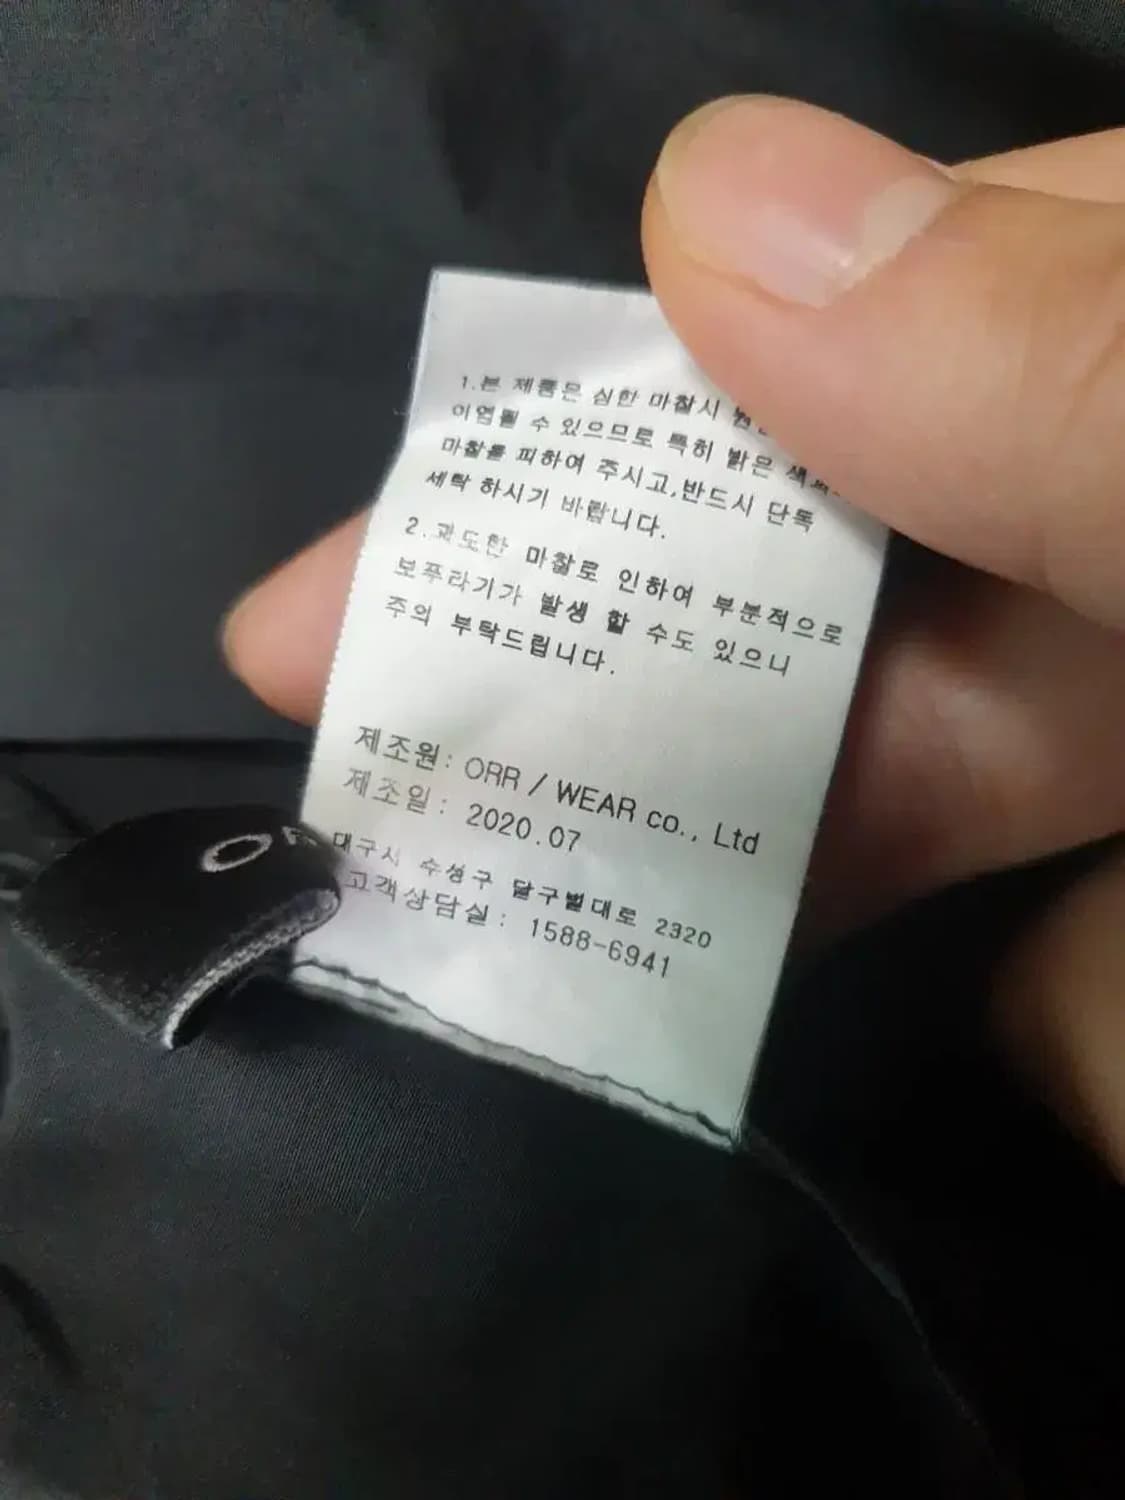 1.본 제품은 심한 마찰시
이염될 수 있으므로 특히 밝은
마찰를 피하여 주시고,반드시 단독
세탁 하시기 바랍니다.
2.과도한 마찰로 인하여 부분적으로
보푸라기가 발생 할 수도 있으니
주의 부탁드립니다.
제조원: ORR / WEAR co., Ltd
제조일: 2020.07
대구시 수성구 달구벌대로 2320
고객상담실: 1588-6941